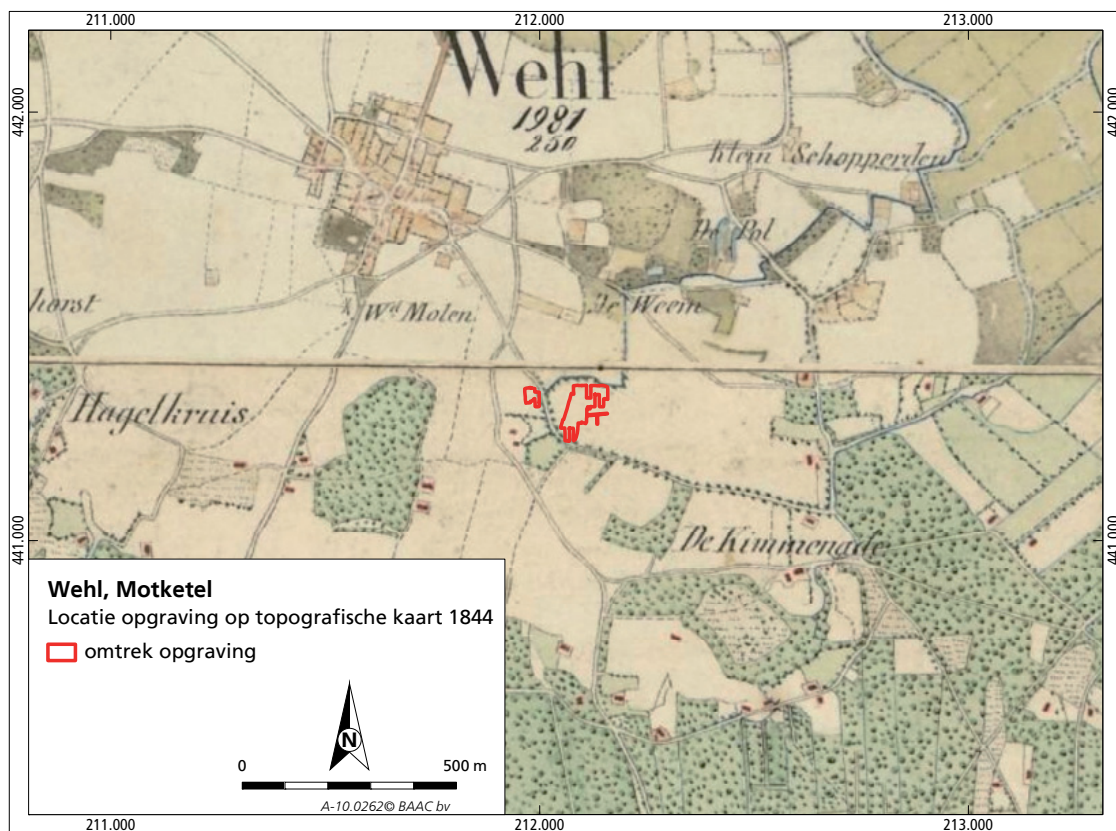 211.000 212.000 213.000
442.000 442.000
Wehl
1981
250
Klein Schopperden
De Pol
De Weem
horst
Wd Molen
Hagelkruis
441.000 441.000
De Kimmenade
Wehl, Motketel
Locatie opgraving op topografische kaart 1844
omtrek opgraving
N
0 500 m
A-10.0262© BAAC bv
211.000 212.000 213.000